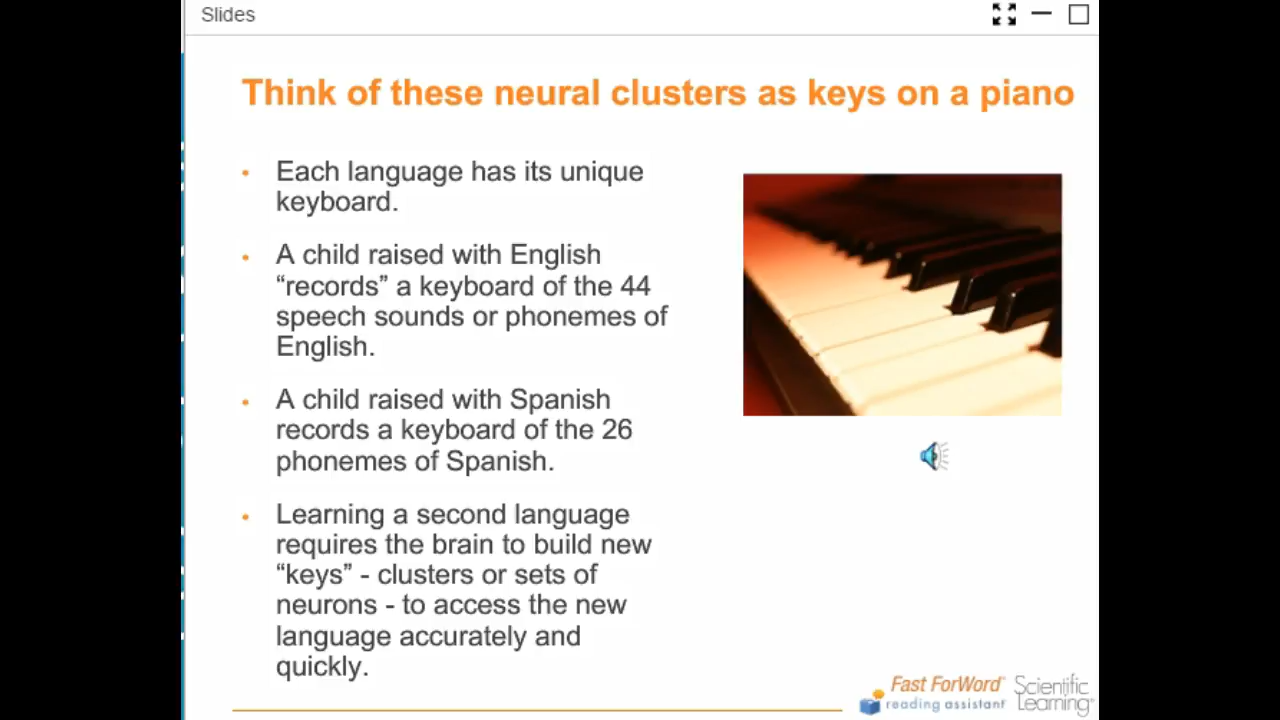 Slides
Think of these neural clusters as keys on a piano
• Each language has its unique
keyboard.
• A child raised with English
“records” a keyboard of the 44
speech sounds or phonemes of
English.
• A child raised with Spanish
records a keyboard of the 26
phonemes of Spanish.
• Learning a second language
requires the brain to build new
“keys” - clusters or sets of
neurons - to access the new
language accurately and
quickly.
Fast ForWord
reading assistant
Scientific
Learning